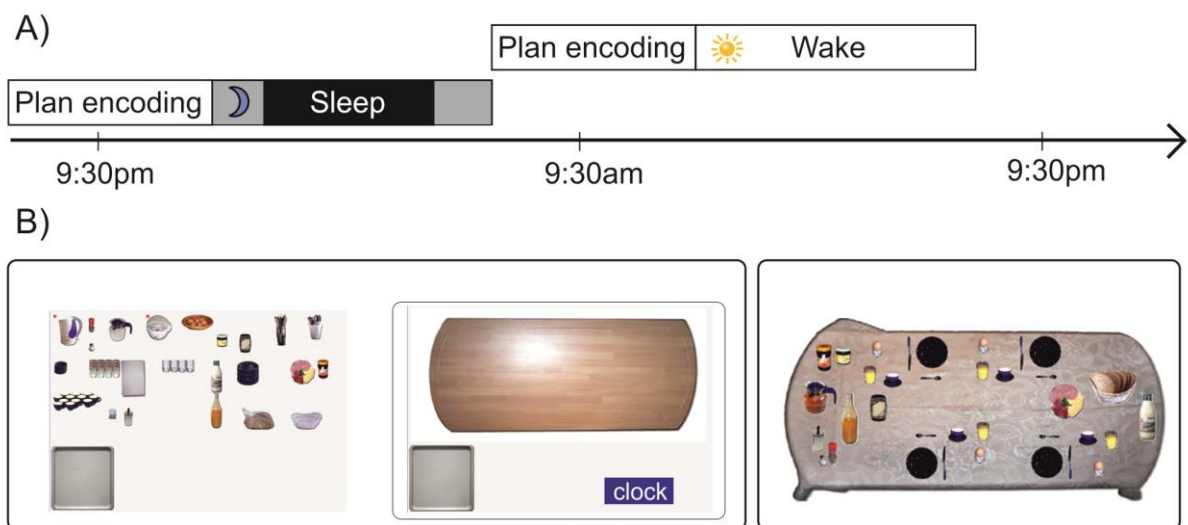 A)
Plan encoding
Wake
Plan encoding
Sleep
9:30pm
9:30am
9:30pm
B)
clock